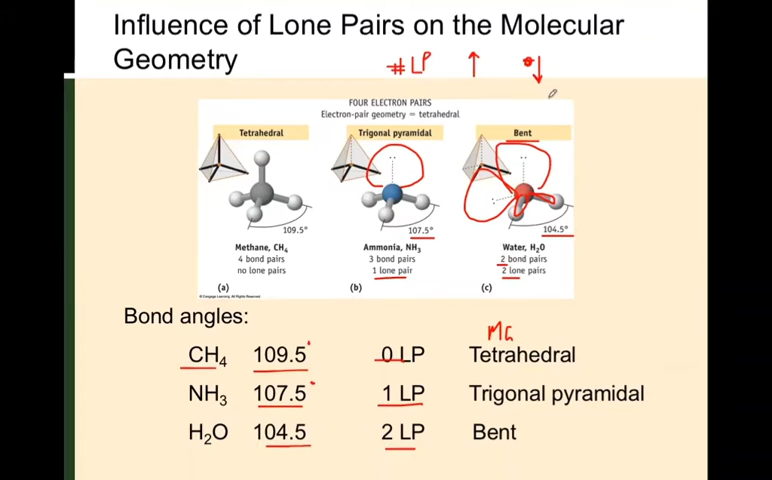 Influence of Lone Pairs on the Molecular
Geometry
#LP ↑ θ↓
FOUR ELECTRON PAIRS
Electron-pair geometry = tetrahedral
Tetrahedral Trigonal pyramidal Bent
109.5° 107.5° 104.5°
Methane, CH₄ Ammonia, NH₃ Water, H₂O
4 bond pairs 3 bond pairs 2 bond pairs
no lone pairs 1 lone pair 2 lone pairs
(a) (b) (c)
Bond angles:
MG
CH₄ 109.5° 0 LP Tetrahedral
NH₃ 107.5° 1 LP Trigonal pyramidal
H₂O 104.5 2 LP Bent